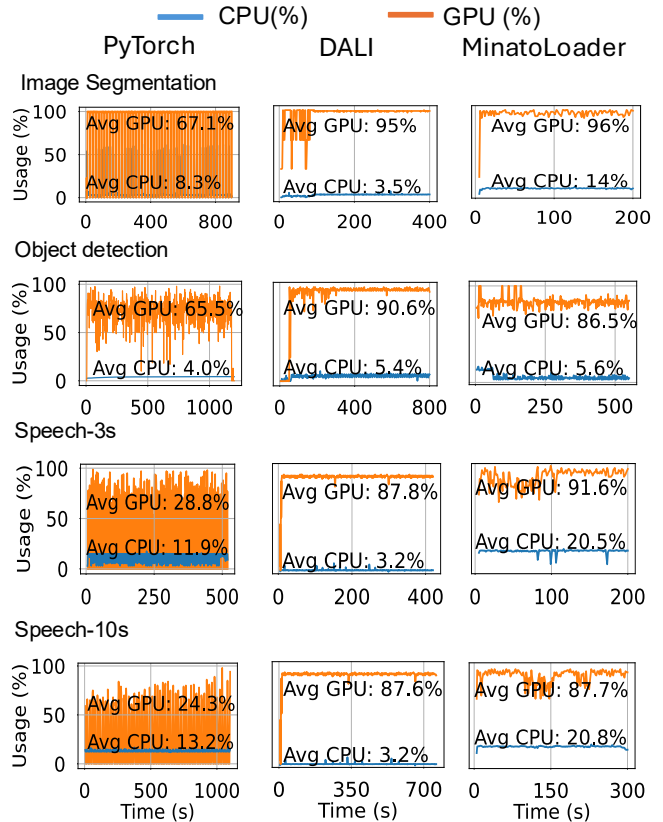 CPU(%) GPU (%)
PyTorch DALI MinatoLoader
Image Segmentation
Usage (%)
100
50
0
Avg GPU: 67.1%
Avg CPU: 8.3%
0 400 800
Avg GPU: 95%
Avg CPU: 3.5%
0 200 400
Avg GPU: 96%
Avg CPU: 14%
0 100 200
Object detection
Usage (%)
100
50
0
Avg GPU: 65.5%
Avg CPU: 4.0%
0 500 1000
Avg GPU: 90.6%
Avg CPU: 5.4%
0 400 800
Avg GPU: 86.5%
Avg CPU: 5.6%
0 250 500
Speech-3s
Usage (%)
100
50
0
Avg GPU: 28.8%
Avg CPU: 11.9%
0 250 500
Avg GPU: 87.8%
Avg CPU: 3.2%
0 200 400
Avg GPU: 91.6%
Avg CPU: 20.5%
0 100 200
Speech-10s
Usage (%)
100
50
0
Avg GPU: 24.3%
Avg CPU: 13.2%
0 500 1000
Time (s)
Avg GPU: 87.6%
Avg CPU: 3.2%
0 350 700
Time (s)
Avg GPU: 87.7%
Avg CPU: 20.8%
0 150 300
Time (s)